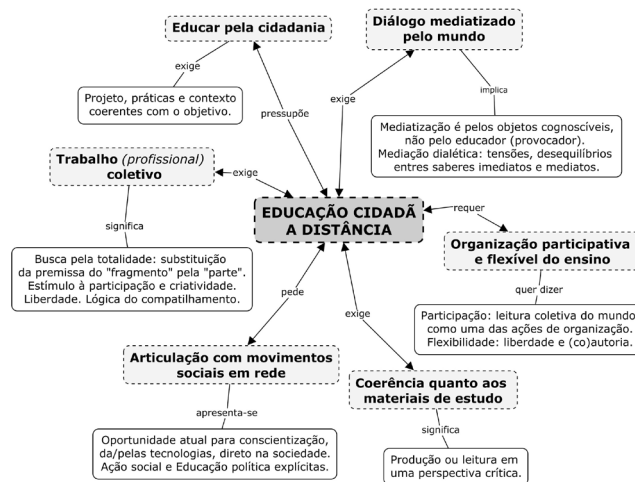 Educar pela cidadania
Diálogo mediatizado
pelo mundo
exige
Projeto, práticas e contexto
coerentes com o objetivo.
pressupõe
exige
implica
Mediatização é pelos objetos cognoscíveis,
não pelo educador (provocador).
Mediação dialética: tensões, desequilíbrios
entres saberes imediatos e mediatos.
Trabalho (profissional)
coletivo
exige
EDUCAÇÃO CIDADÃ
A DISTÂNCIA
requer
Organização participativa
e flexível do ensino
significa
Busca pela totalidade: substituição
da premissa do "fragmento" pela "parte".
Estímulo à participação e criatividade.
Liberdade. Lógica do compatilhamento.
quer dizer
Participação: leitura coletiva do mundo
como uma das ações de organização.
Flexibilidade: liberdade e (co)autoria.
pede
exige
Articulação com movimentos
sociais em rede
Coerência quanto aos
materiais de estudo
apresenta-se
Oportunidade atual para conscientização,
da/pelas tecnologias, direto na sociedade.
Ação social e Educação política explícitas.
significa
Produção ou leitura em
uma perspectiva crítica.